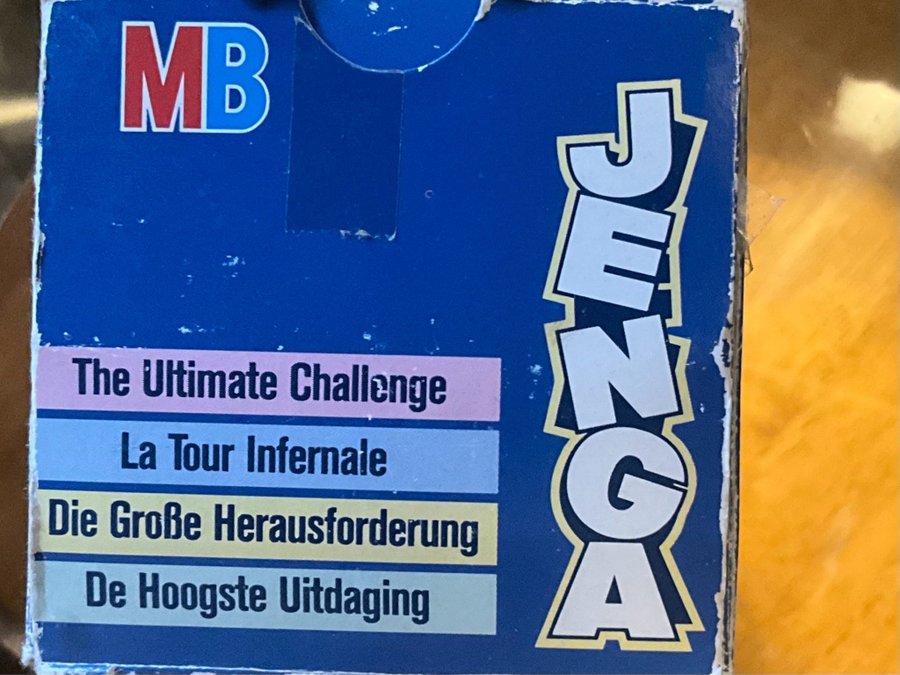 MB
JENGA
The Ultimate Challenge
La Tour Infernale
Die Große Herausforderung
De Hoogste Uitdaging